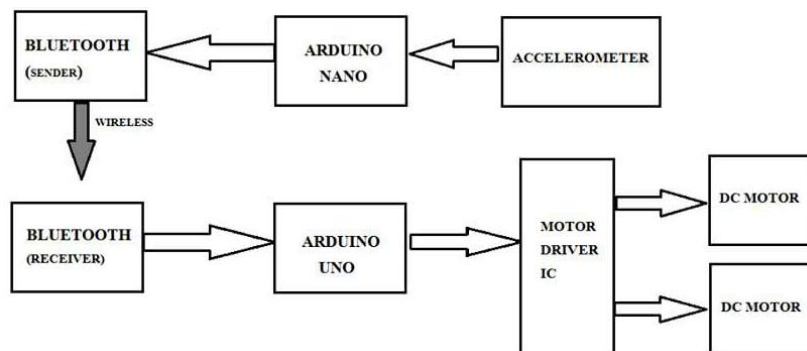 BLUETOOTH
(SENDER)
ARDUINO
NANO
ACCELEROMETER
WIRELESS
BLUETOOTH
(RECEIVER)
ARDUINO
UNO
MOTOR
DRIVER
IC
DC MOTOR
DC MOTOR